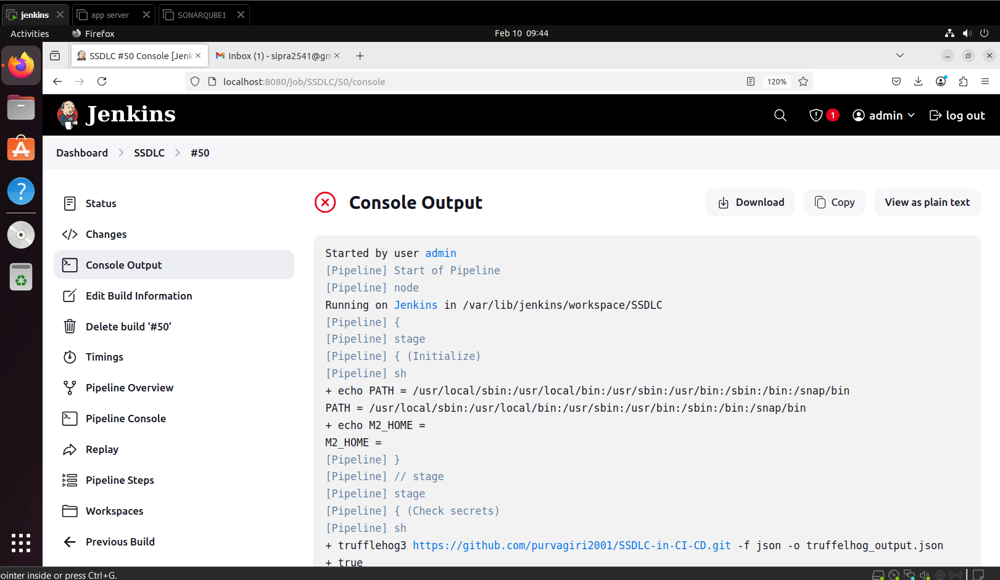 jenkins
app server
SONARQUBE1
Activities
Firefox
Feb 10 09:44
SSDLC #50 Console [Jenk
Inbox (1) - sipra2541@gm
localhost:8080/job/SSDLC/50/console
120%
Jenkins
1
admin
log out
Dashboard
SSDLC
#50
Status
Changes
Console Output
Edit Build Information
Delete build ‘#50’
Timings
Pipeline Overview
Pipeline Console
Replay
Pipeline Steps
Workspaces
Previous Build
Console Output
Download
Copy
View as plain text
Started by user admin
[Pipeline] Start of Pipeline
[Pipeline] node
Running on Jenkins in /var/lib/jenkins/workspace/SSDLC
[Pipeline] {
[Pipeline] stage
[Pipeline] { (Initialize)
[Pipeline] sh
+ echo PATH = /usr/local/sbin:/usr/local/bin:/usr/sbin:/usr/bin:/sbin:/bin:/snap/bin
PATH = /usr/local/sbin:/usr/local/bin:/usr/sbin:/usr/bin:/sbin:/bin:/snap/bin
+ echo M2_HOME =
M2_HOME =
[Pipeline] }
[Pipeline] // stage
[Pipeline] stage
[Pipeline] { (Check secrets)
[Pipeline] sh
+ trufflehog3 https://github.com/purvagiri2001/SSDLC-in-CI-CD.git -f json -o truffelhog_output.json
+ true
ointer inside or press Ctrl+G.